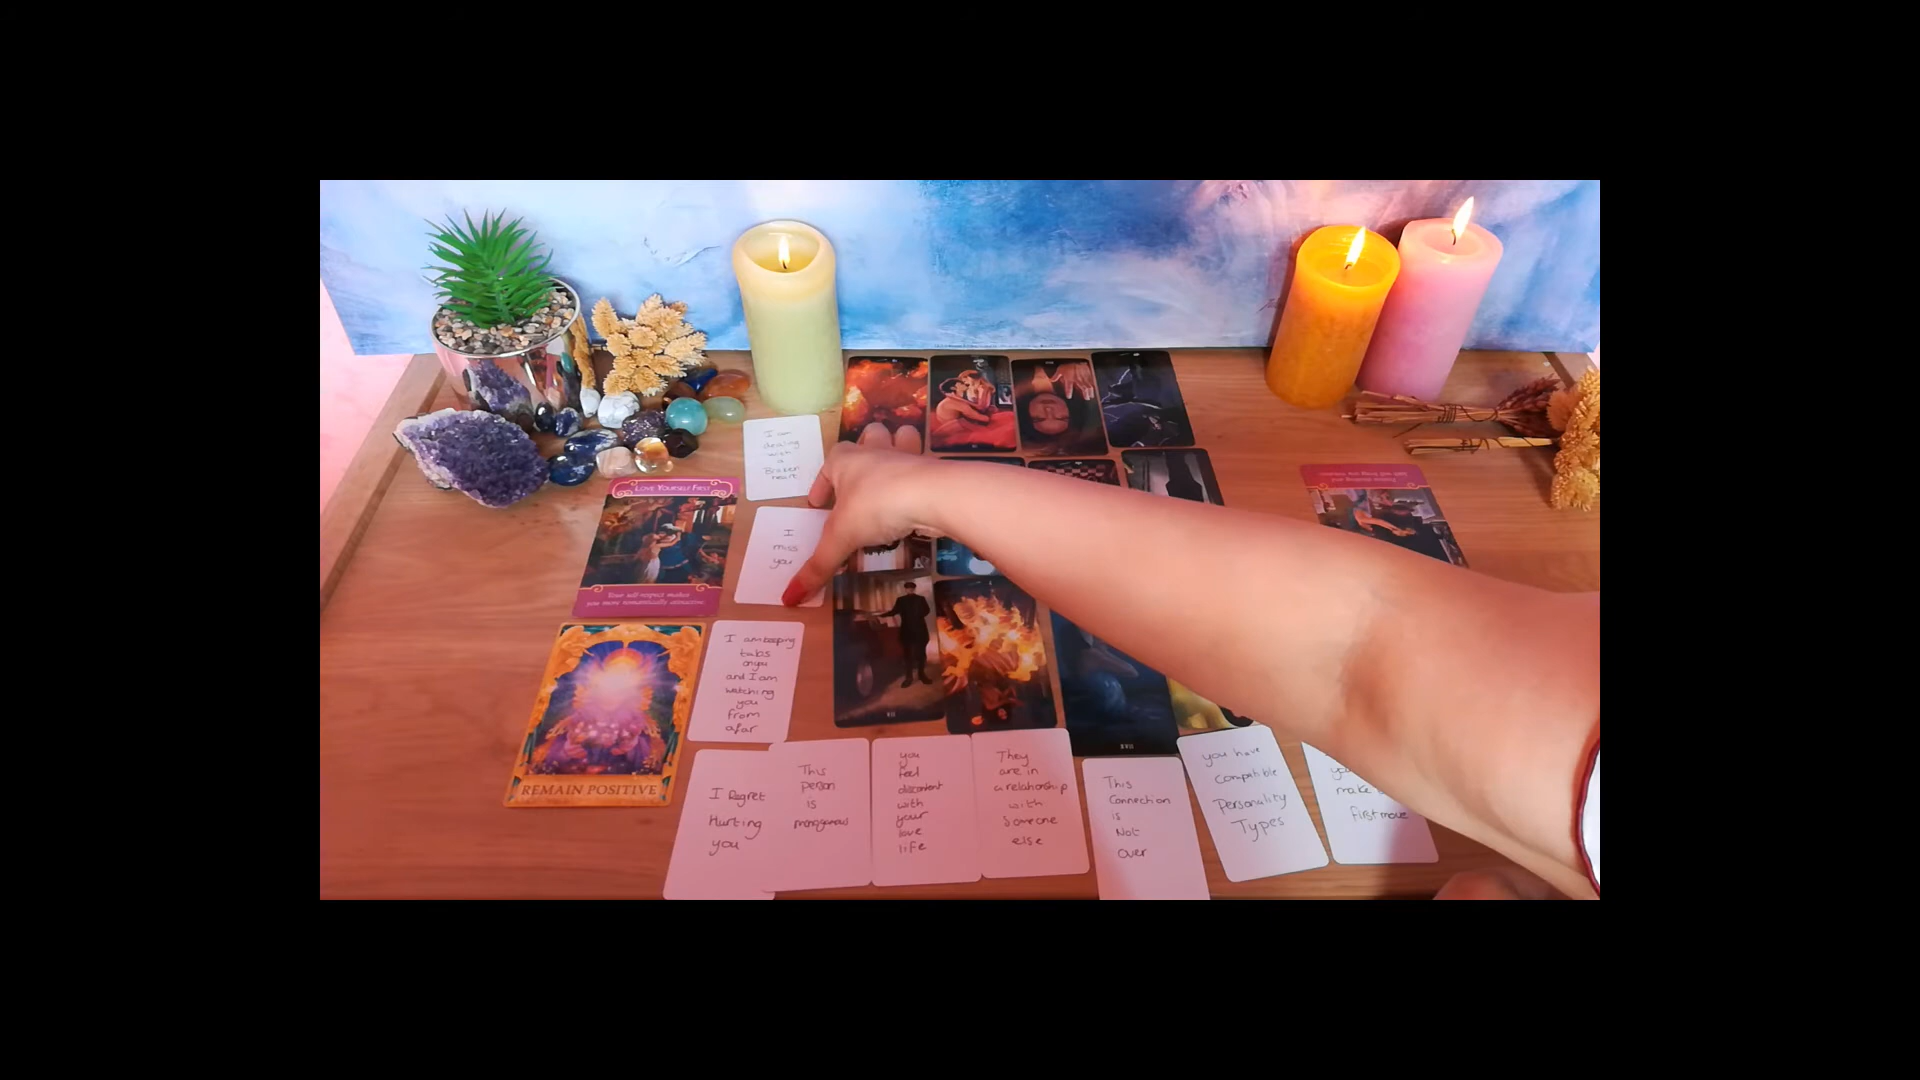 I am
dealing
with
a
Broken
heart
LOVE YOURSELF FIRST
Your self-respect makes
you more romantically attractive.
I
miss
you
I am keeping
tabs
on you
and I am
watching
you
from
afar
REMAIN POSITIVE
VII
XVII
I Regret
Hurting
you
This
person
is
monogamous
you
feel
discontent
with
your
love
life
They
are in
a relationship
with
someone
else
This
Connection
is
Not
over
you have
Compatible
Personality
Types
make
first move